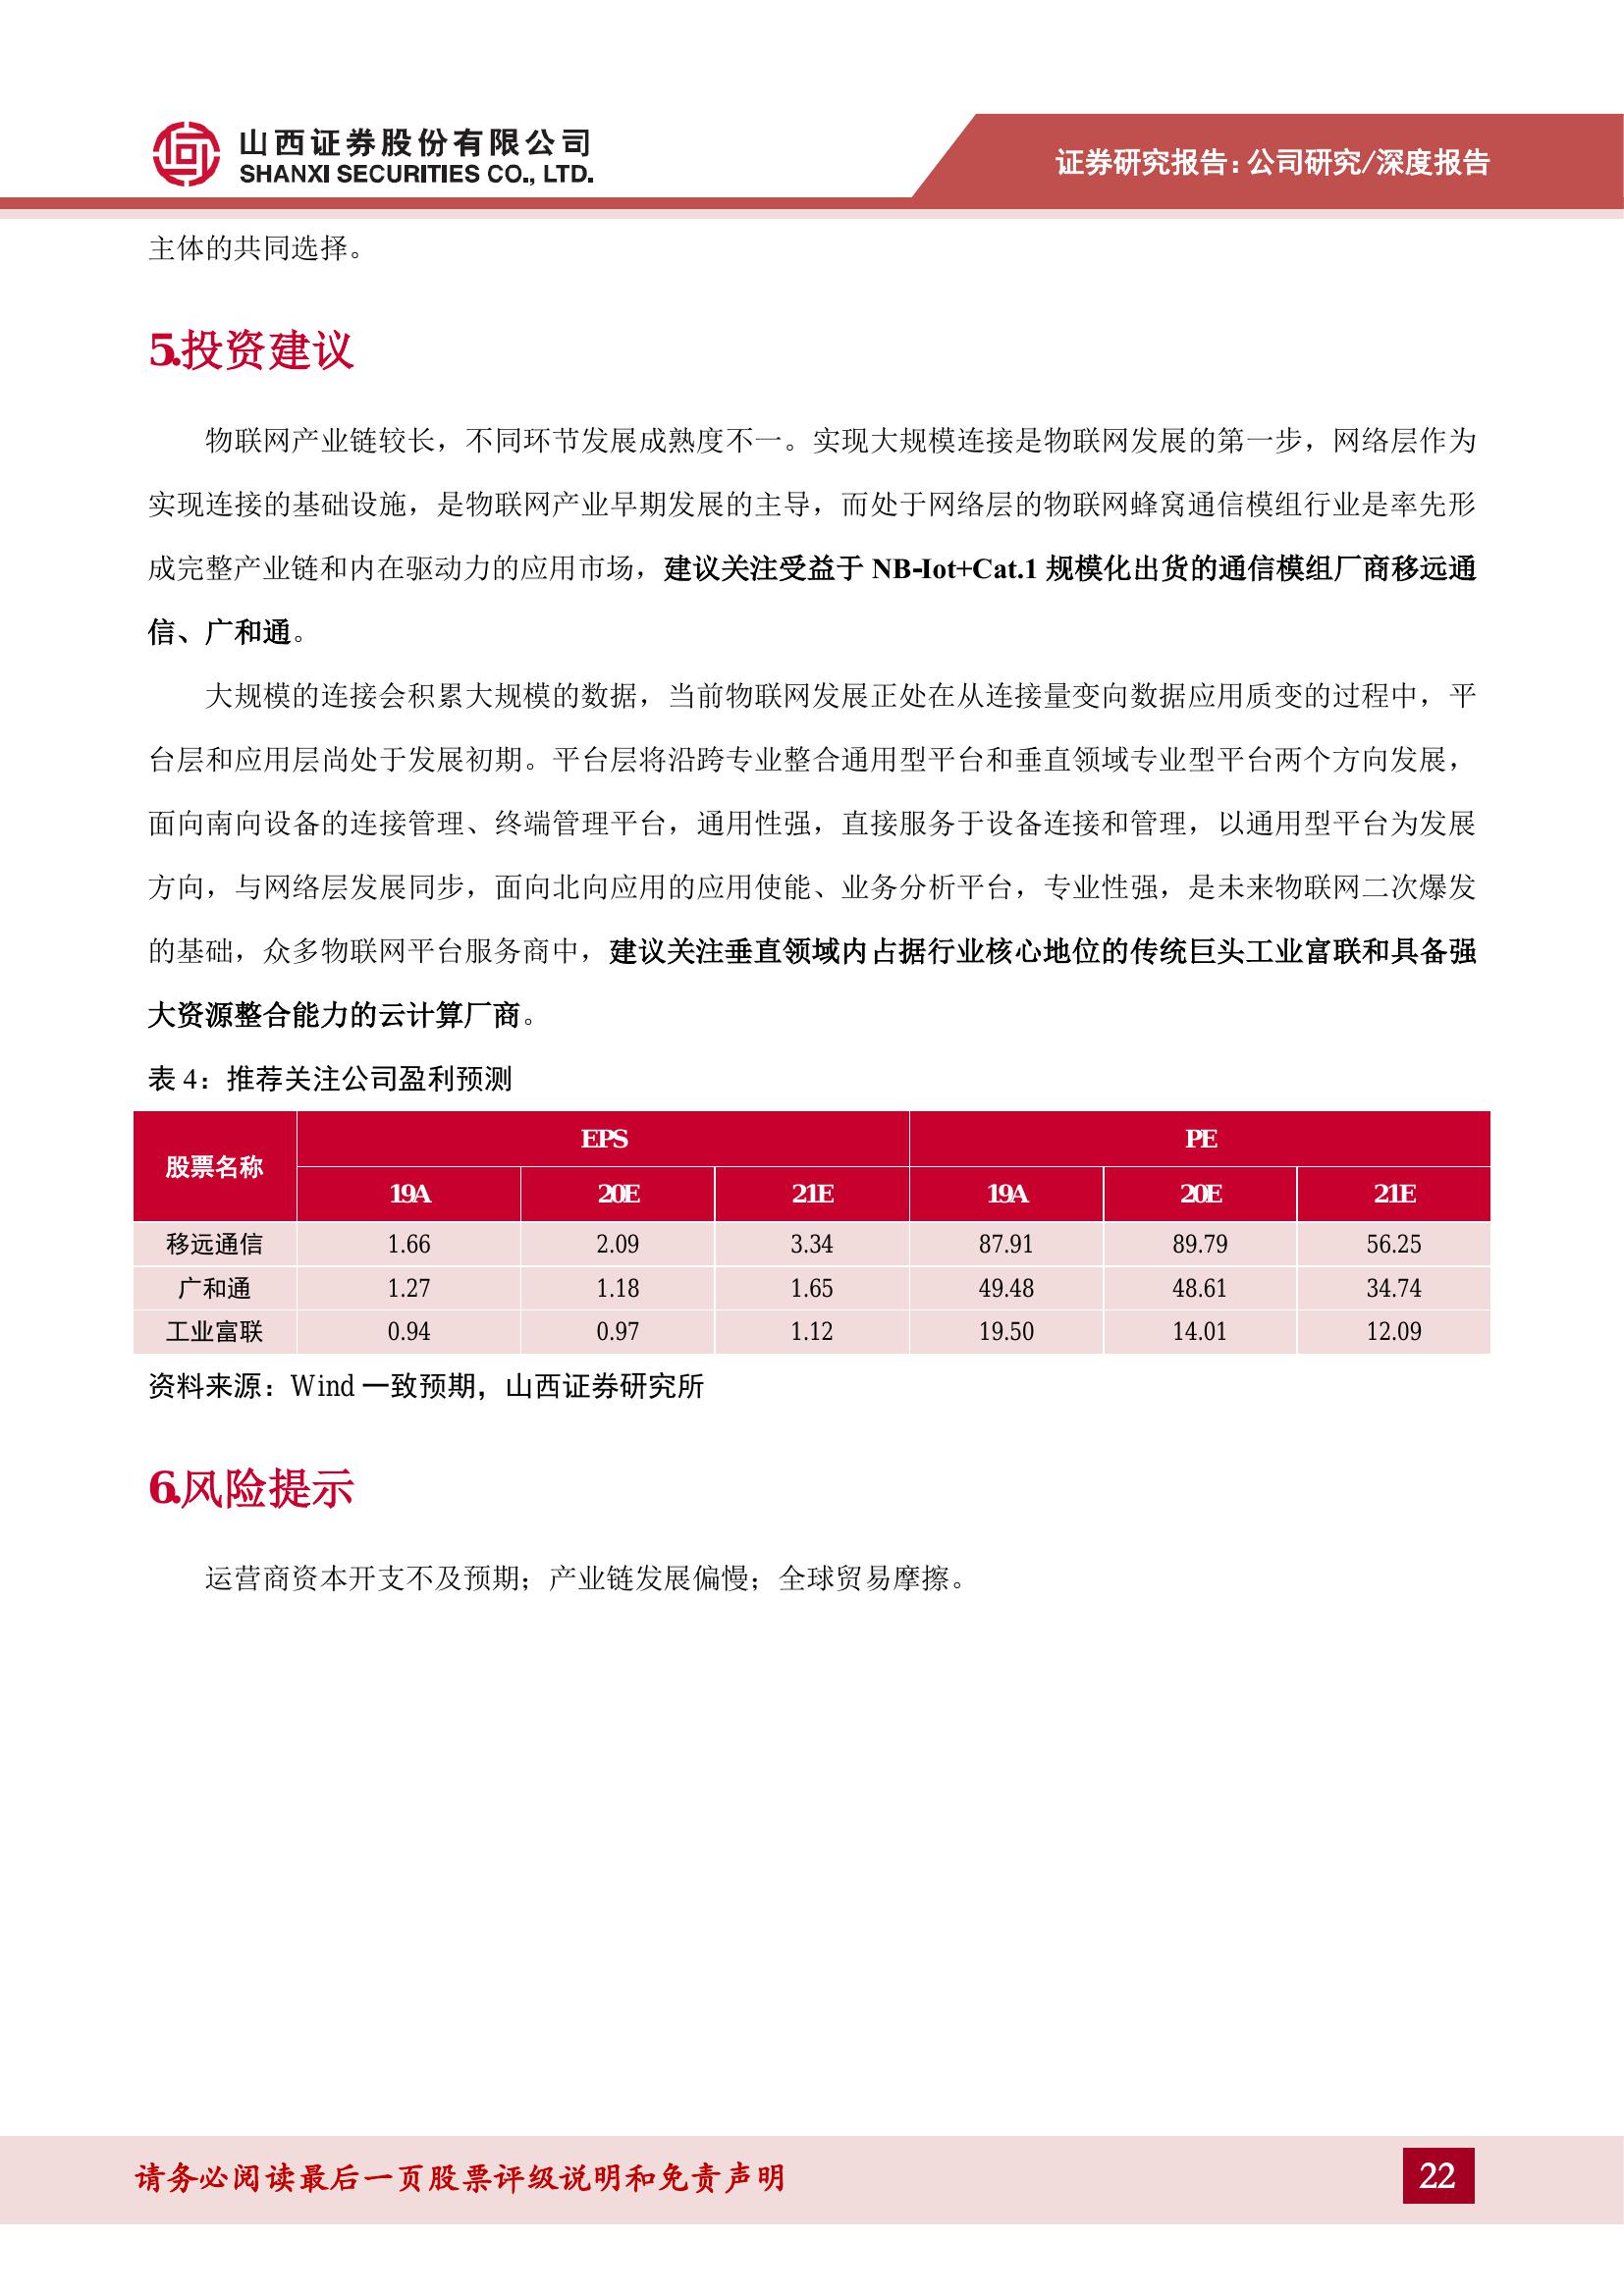 山西证券股份有限公司
SHANXI SECURITIES CO., LTD.
证券研究报告：公司研究/深度报告
主体的共同选择。
5.投资建议
物联网产业链较长，不同环节发展成熟度不一。实现大规模连接是物联网发展的第一步，网络层作为
实现连接的基础设施，是物联网产业早期发展的主导，而处于网络层的物联网蜂窝通信模组行业是率先形
成完整产业链和内在驱动力的应用市场，建议关注受益于 NB-Iot+Cat.1 规模化出货的通信模组厂商移远通
信、广和通。
大规模的连接会积累大规模的数据，当前物联网发展正处在从连接量变向数据应用质变的过程中，平
台层和应用层尚处于发展初期。平台层将沿跨专业整合通用型平台和垂直领域专业型平台两个方向发展，
面向南向设备的连接管理、终端管理平台，通用性强，直接服务于设备连接和管理，以通用型平台为发展
方向，与网络层发展同步，面向北向应用的应用使能、业务分析平台，专业性强，是未来物联网二次爆发
的基础，众多物联网平台服务商中，建议关注垂直领域内占据行业核心地位的传统巨头工业富联和具备强
大资源整合能力的云计算厂商。
表 4：推荐关注公司盈利预测
股票名称 EPS PE
19A 20E 21E 19A 20E 21E
移远通信 1.66 2.09 3.34 87.91 89.79 56.25
广和通 1.27 1.18 1.65 49.48 48.61 34.74
工业富联 0.94 0.97 1.12 19.50 14.01 12.09
资料来源：Wind 一致预期，山西证券研究所
6.风险提示
运营商资本开支不及预期；产业链发展偏慢；全球贸易摩擦。
请务必阅读最后一页股票评级说明和免责声明
22